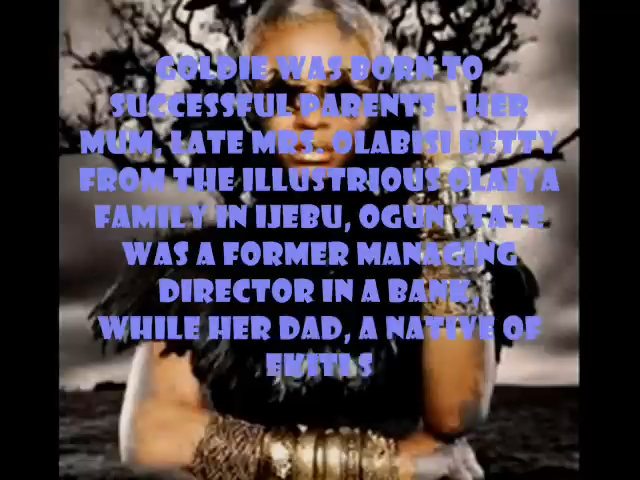 GOLDIE WAS BORN TO
SUCCESSFUL PARENTS – HER
MUM, LATE MRS. OLABISI BETTY
FROM THE ILLUSTRIOUS OLAIYA
FAMILY IN IJEBU, OGUN STATE
WAS A FORMER MANAGING
DIRECTOR IN A BANK,
WHILE HER DAD, A NATIVE OF
EKITI S